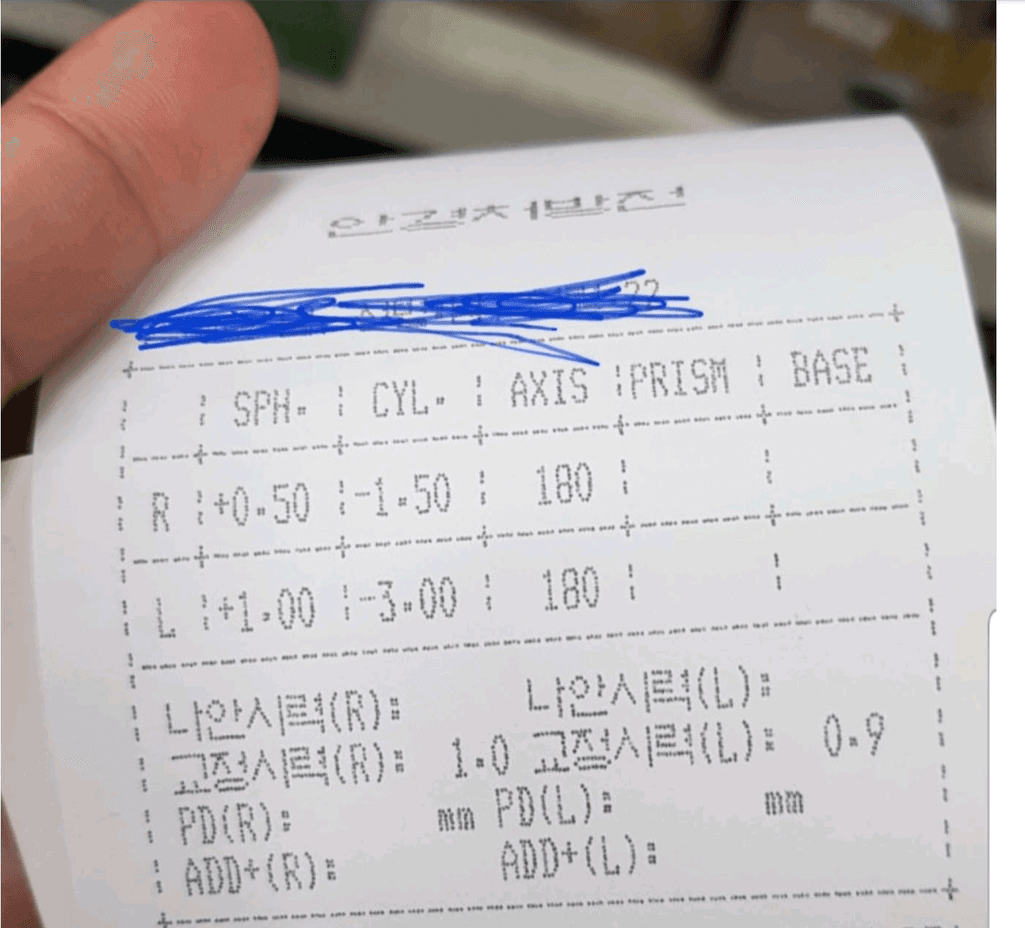 안경처방전
22
SPH. CYL. AXIS PRISM BASE
R +0.50 -1.50 180
L +1.00 -3.00 180
나안시력(R): 나안시력(L):
교정시력(R): 1.0 교정시력(L): 0.9
PD(R): mm PD(L): mm
ADD+(R): ADD+(L):